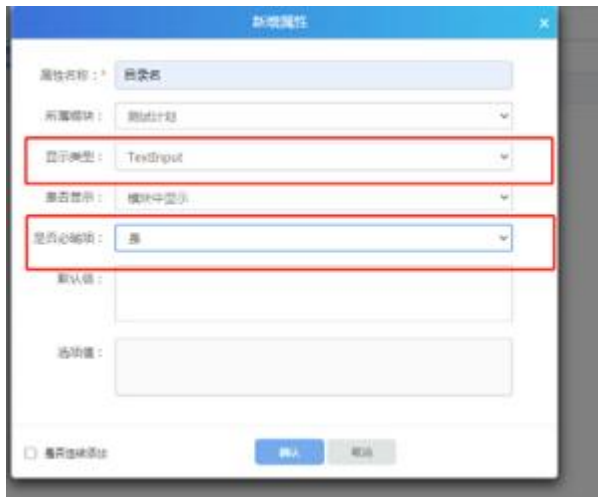 新增属性
属性名称：*
目录名
所属模块：
测试计划
显示类型：
TextInput
是否显示：
模块中显示
是否必输项：
是
默认值：
选项值：
是否连续添加
确认
取消